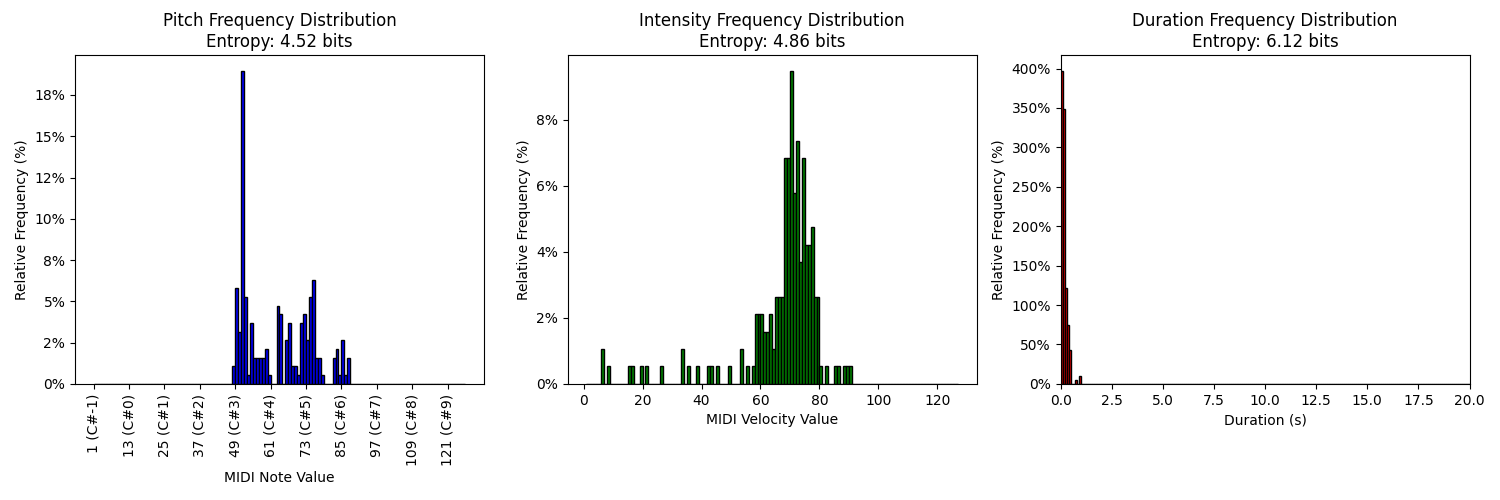 Pitch Frequency Distribution
Entropy: 4.52 bits
Relative Frequency (%)
18%
15%
12%
10%
8%
5%
2%
0%
1 (C#-1)
13 (C#0)
25 (C#1)
37 (C#2)
49 (C#3)
61 (C#4)
73 (C#5)
85 (C#6)
97 (C#7)
109 (C#8)
121 (C#9)
MIDI Note Value
Intensity Frequency Distribution
Entropy: 4.86 bits
Relative Frequency (%)
8%
6%
4%
2%
0%
0 20 40 60 80 100 120
MIDI Velocity Value
Duration Frequency Distribution
Entropy: 6.12 bits
Relative Frequency (%)
400%
350%
300%
250%
200%
150%
100%
50%
0%
0.0 2.5 5.0 7.5 10.0 12.5 15.0 17.5 20.0
Duration (s)